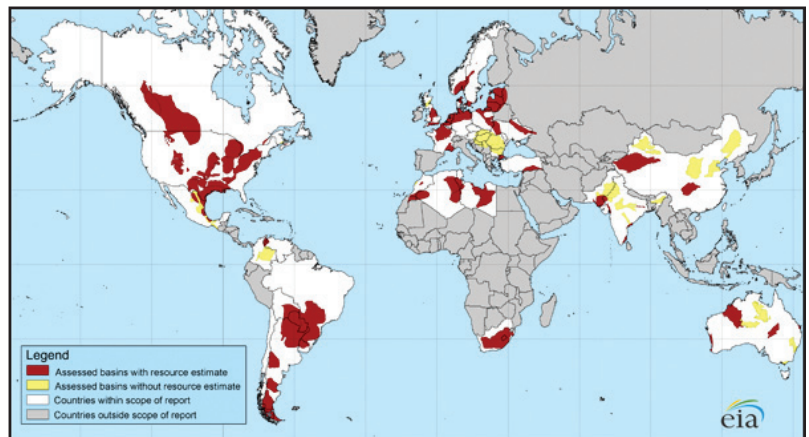 Legend
Assessed basins with resource estimate
Assessed basins without resource estimate
Countries within scope of report
Countries outside scope of report
eia